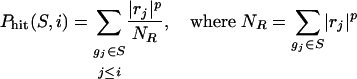 P_hit(S, i) = ∑_{g_j∈S, j≤i} |r_j|^p / N_R, where N_R = ∑_{g_j∈S} |r_j|^p